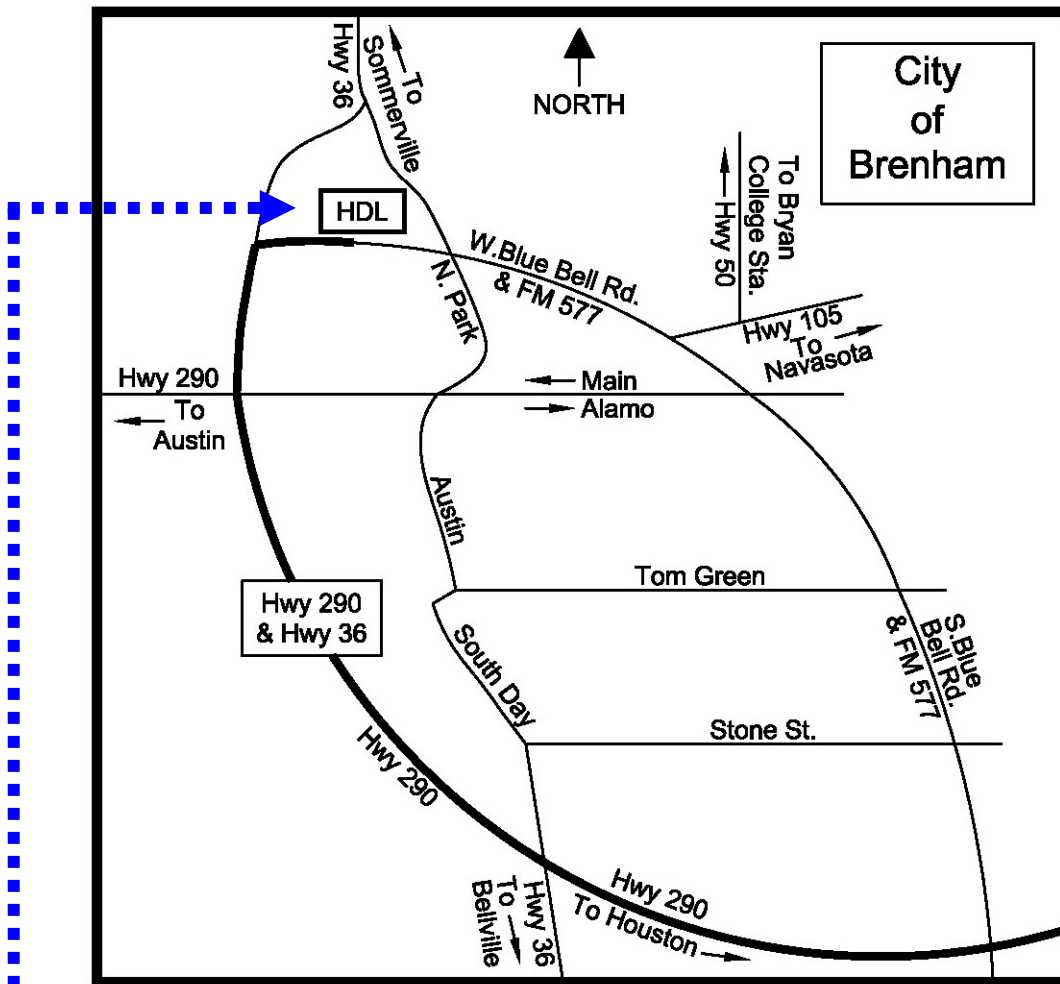 City
of
Brenham
NORTH
Hwy 36
To
Sommerville
HDL
W.Blue Bell Rd.
& FM 577
N. Park
To Bryan
College Sta.
Hwy 50
Hwy 105
To
Navasota
Hwy 290
To
Austin
Main
Alamo
Austin
Tom Green
Hwy 290
& Hwy 36
South Day
S.Blue
Bell Rd.
& FM 577
Stone St.
Hwy 290
Hwy 290
To Houston
Hwy 36
To
Bellville